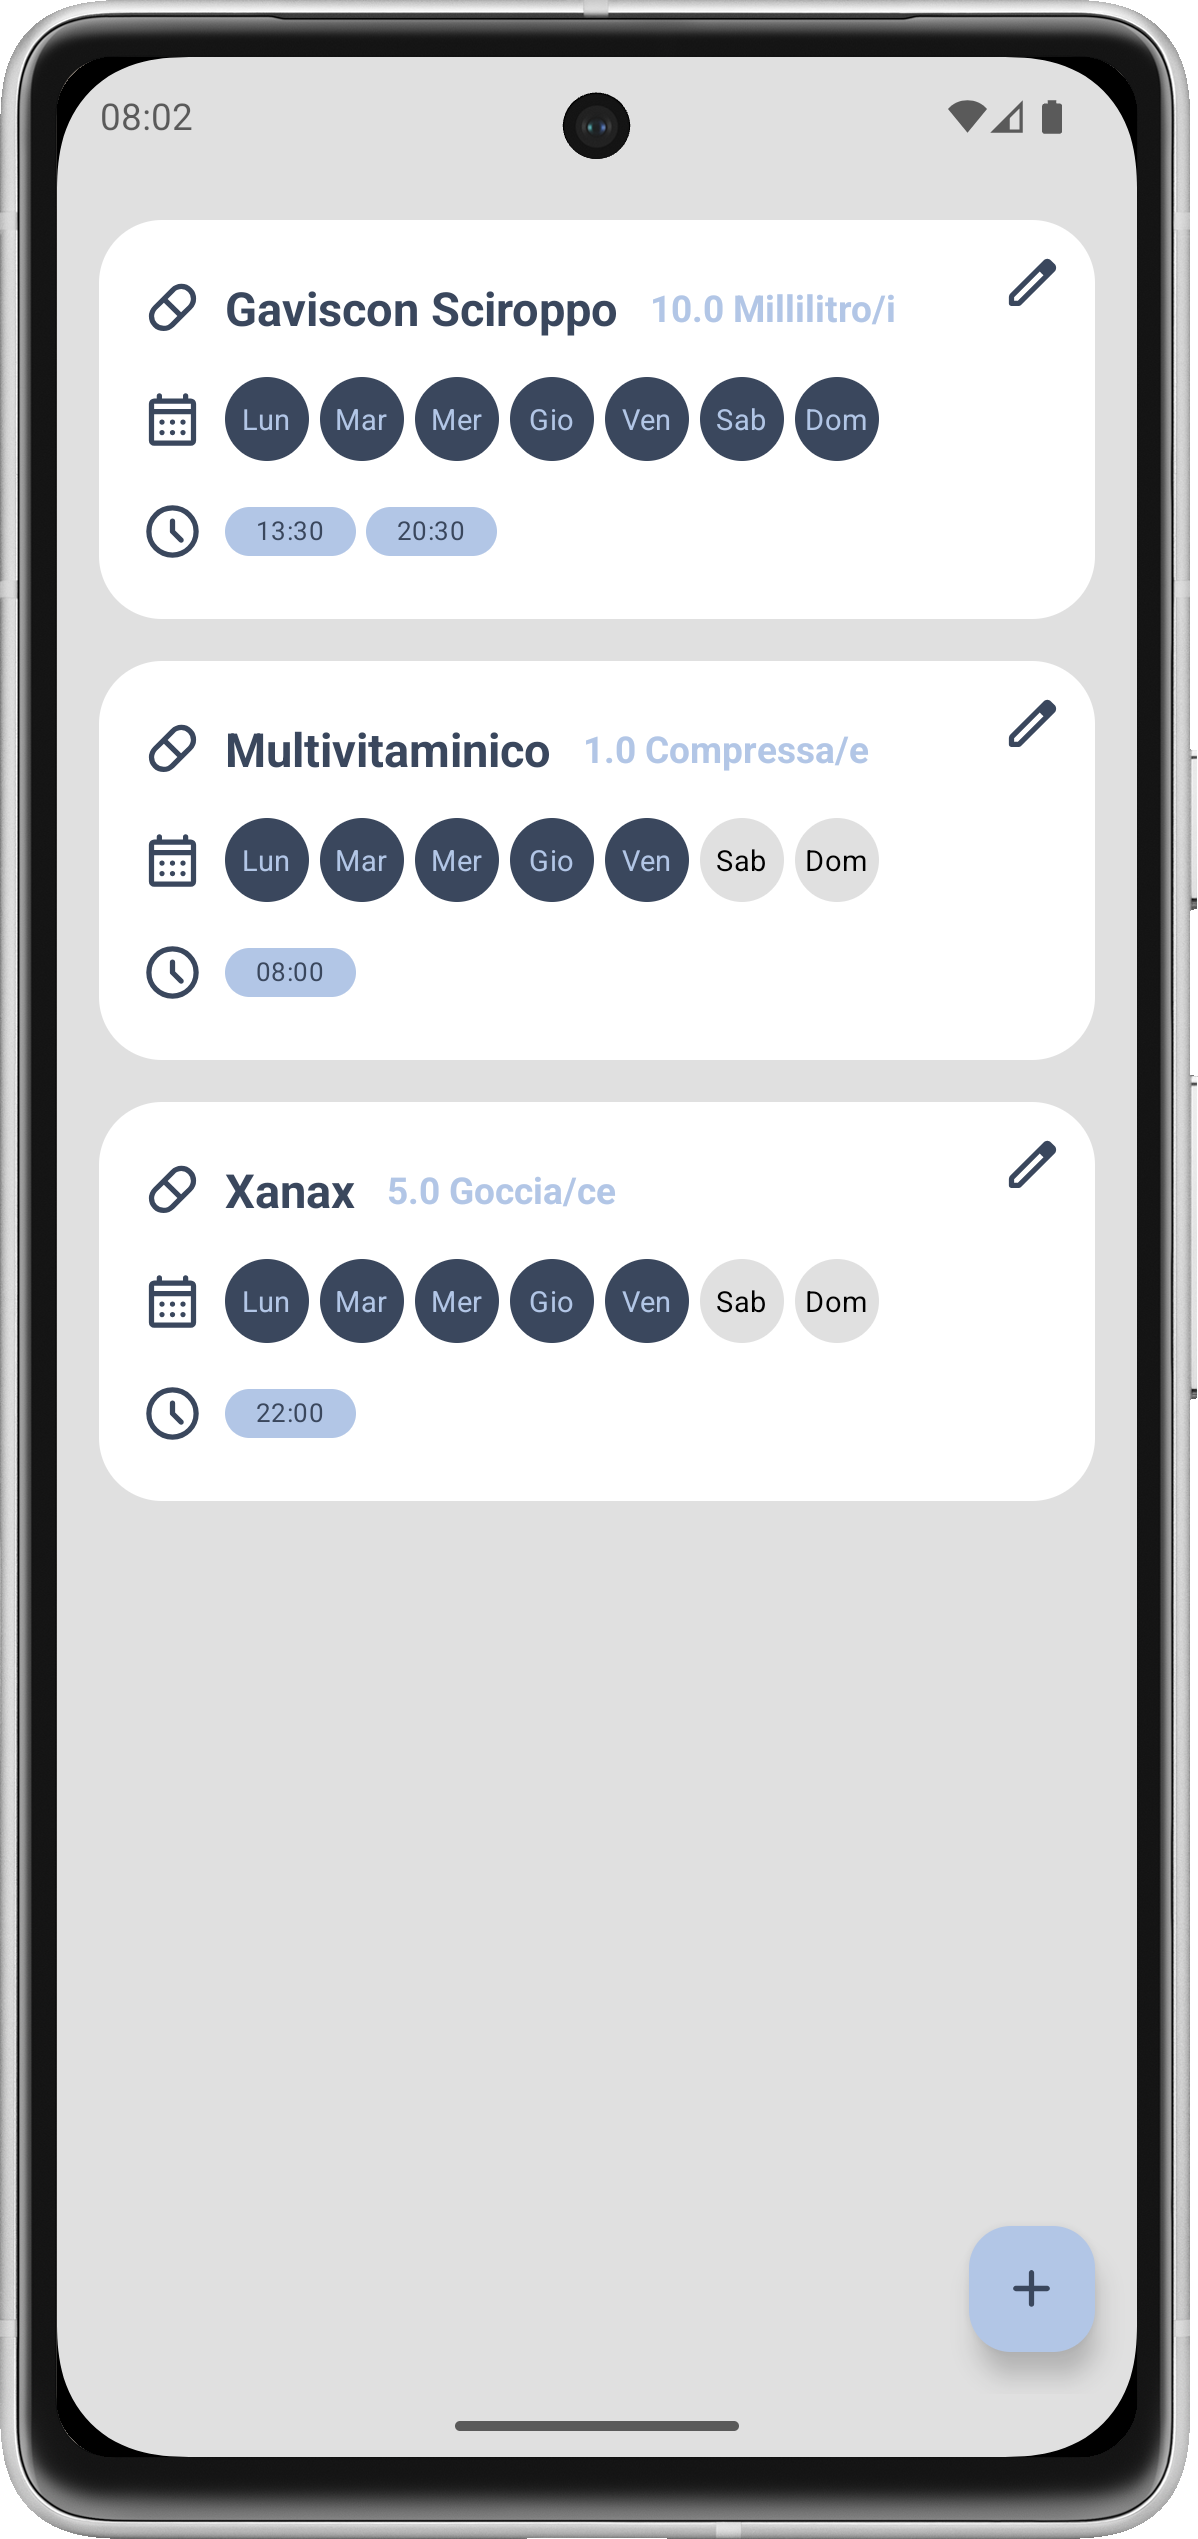 08:02
Gaviscon Sciroppo 10.0 Millilitro/i
Lun Mar Mer Gio Ven Sab Dom
13:30 20:30
Multivitaminico 1.0 Compressa/e
Lun Mar Mer Gio Ven Sab Dom
08:00
Xanax 5.0 Goccia/ce
Lun Mar Mer Gio Ven Sab Dom
22:00